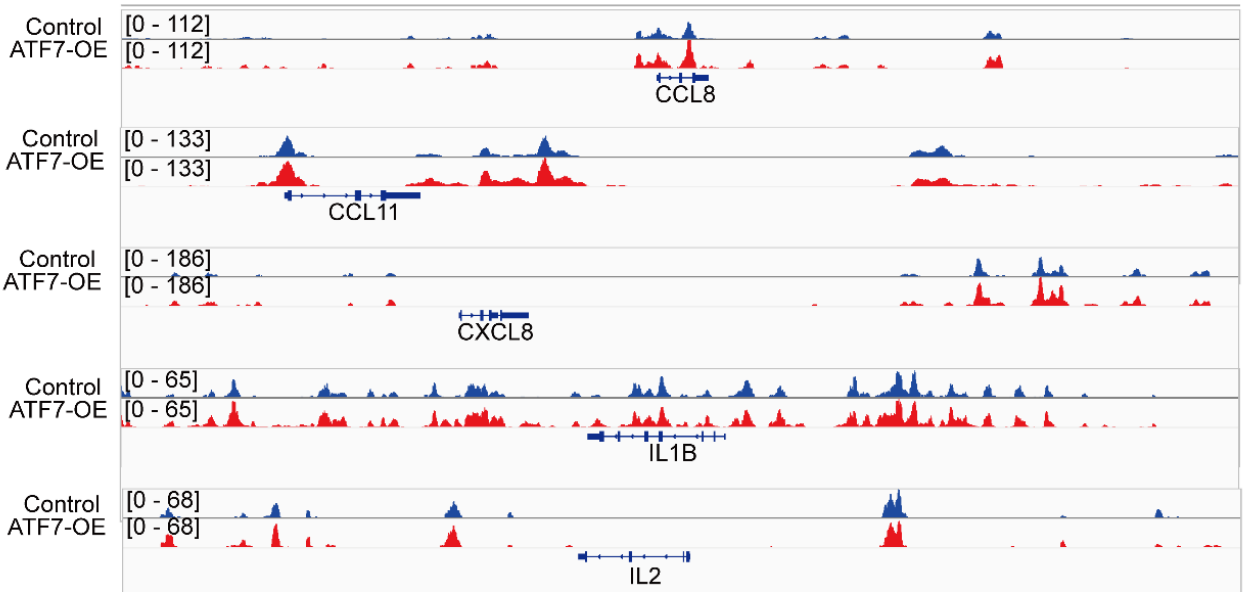 Control [0 - 112]
ATF7-OE [0 - 112]
CCL8
Control [0 - 133]
ATF7-OE [0 - 133]
CCL11
Control [0 - 186]
ATF7-OE [0 - 186]
CXCL8
Control [0 - 65]
ATF7-OE [0 - 65]
IL1B
Control [0 - 68]
ATF7-OE [0 - 68]
IL2